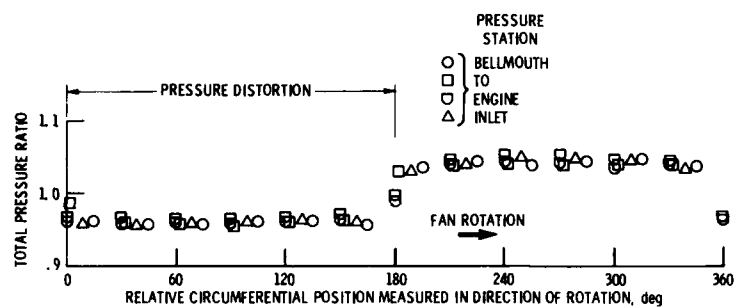 PRESSURE
STATION
BELLMOUTH
TO
ENGINE
INLET
PRESSURE DISTORTION
TOTAL PRESSURE RATIO
1.1
1.0
.9
FAN ROTATION
0 60 120 180 240 300 360
RELATIVE CIRCUMFERENTIAL POSITION MEASURED IN DIRECTION OF ROTATION, deg